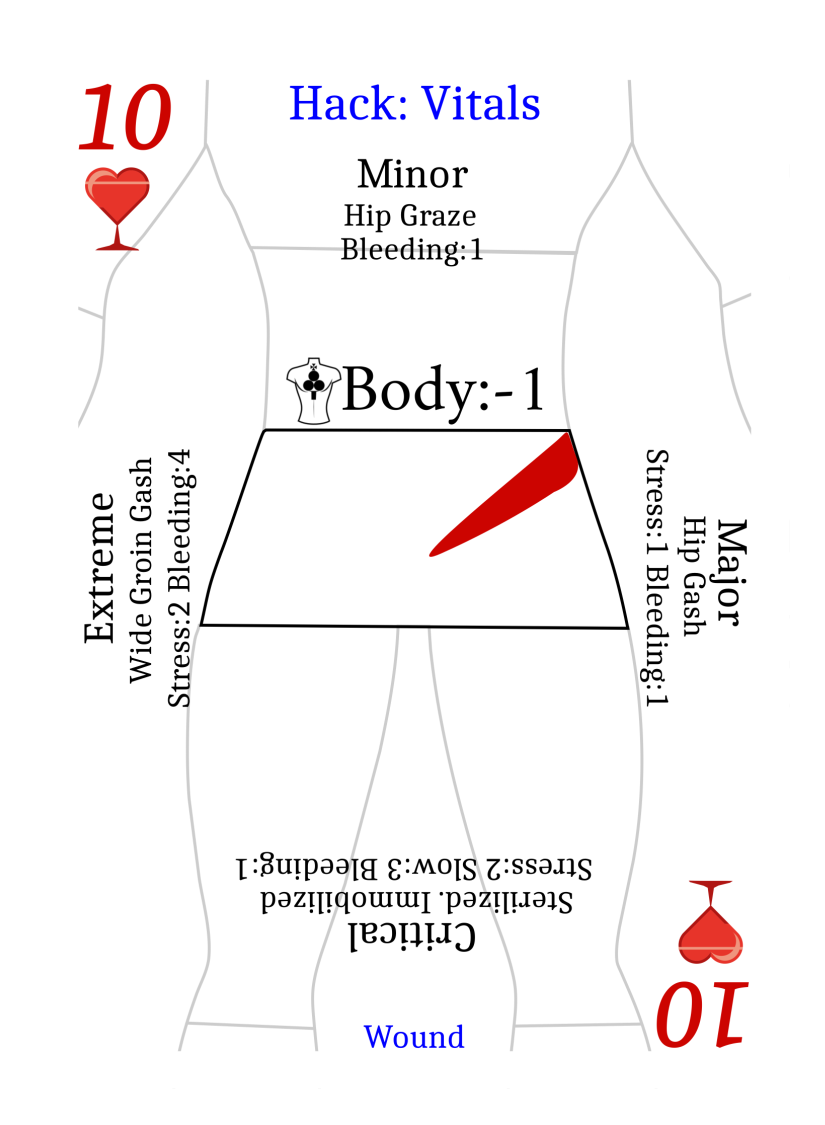 10
Hack: Vitals
Minor
Hip Graze
Bleeding:1
Body:-1
Extreme
Wide Groin Gash
Stress:2 Bleeding:4
Major
Hip Gash
Stress:1 Bleeding:1
Critical
Sterilized. Immobilized
Stress:2 Slow:3 Bleeding:1
Wound
10